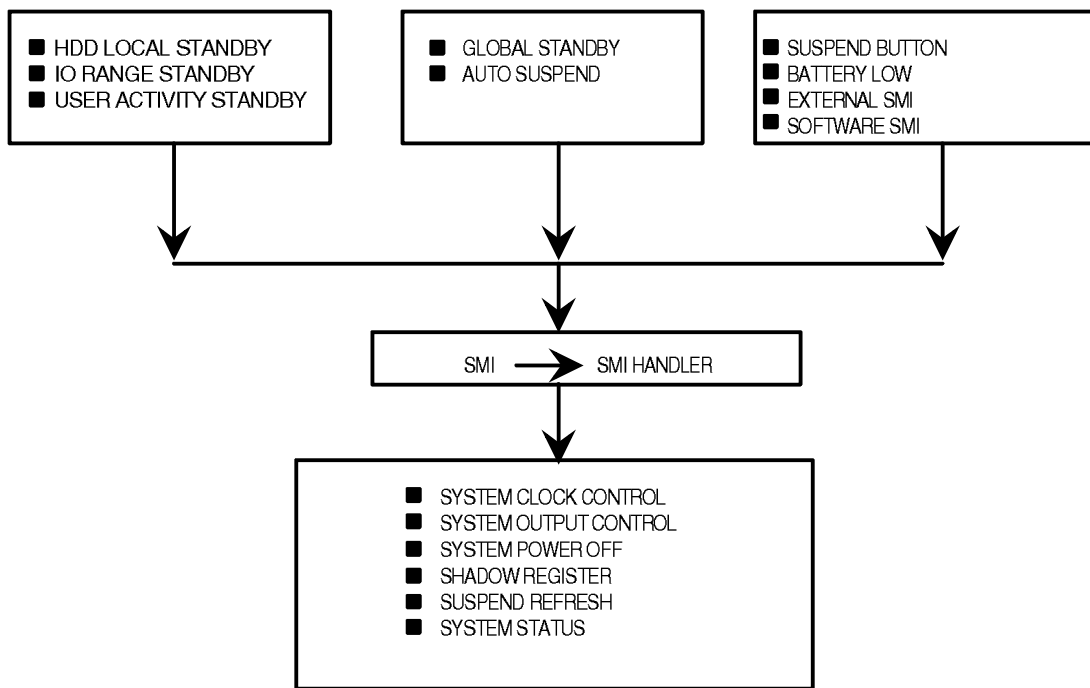 ■ HDD LOCAL STANDBY
■ IO RANGE STANDBY
■ USER ACTIVITY STANDBY
■ GLOBAL STANDBY
■ AUTO SUSPEND
■ SUSPEND BUTTON
■ BATTERY LOW
■ EXTERNAL SMI
■ SOFTWARE SMI
SMI → SMI HANDLER
■ SYSTEM CLOCK CONTROL
■ SYSTEM OUTPUT CONTROL
■ SYSTEM POWER OFF
■ SHADOW REGISTER
■ SUSPEND REFRESH
■ SYSTEM STATUS